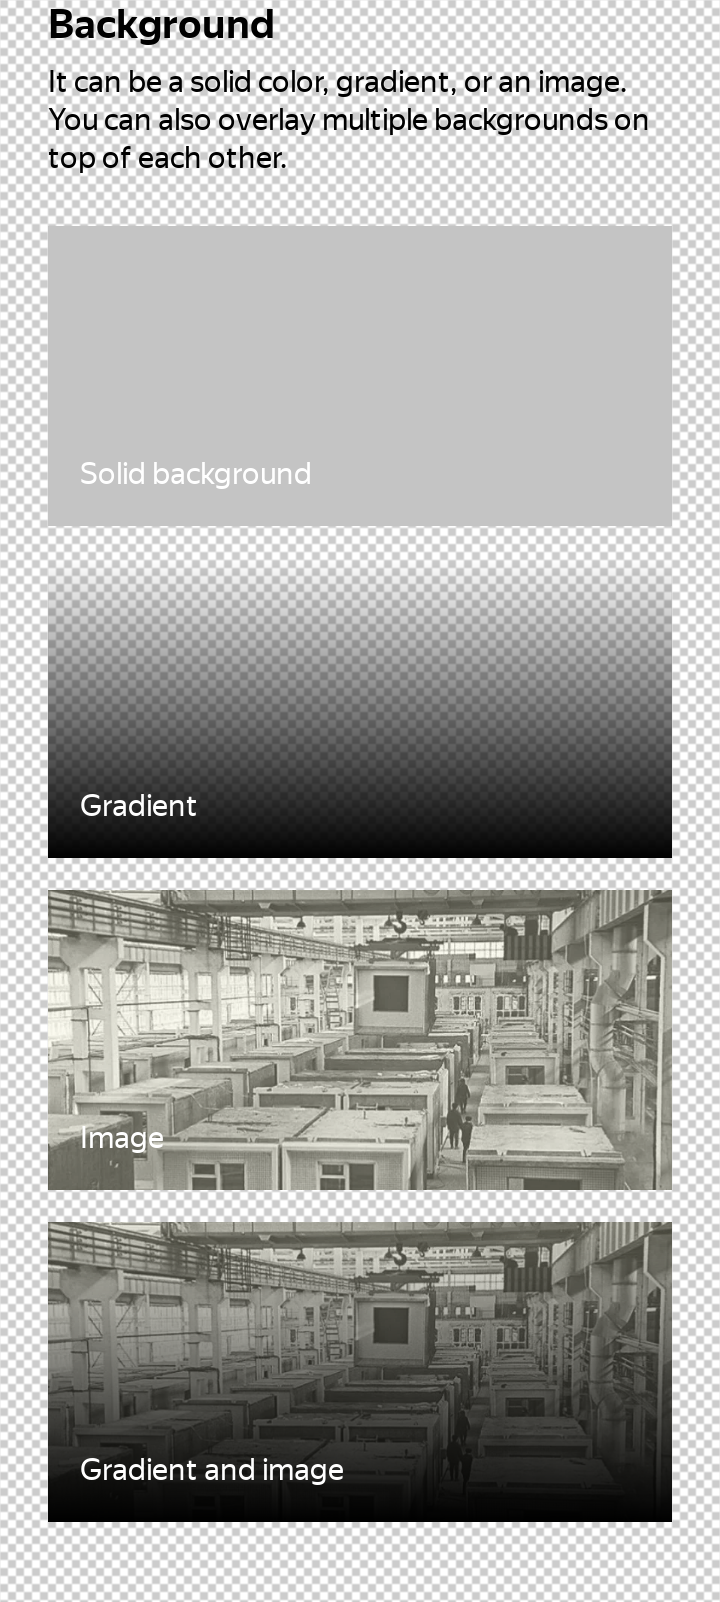 Background
It can be a solid color, gradient, or an image.
You can also overlay multiple backgrounds on
top of each other.
Solid background
Gradient
Image
Gradient and image